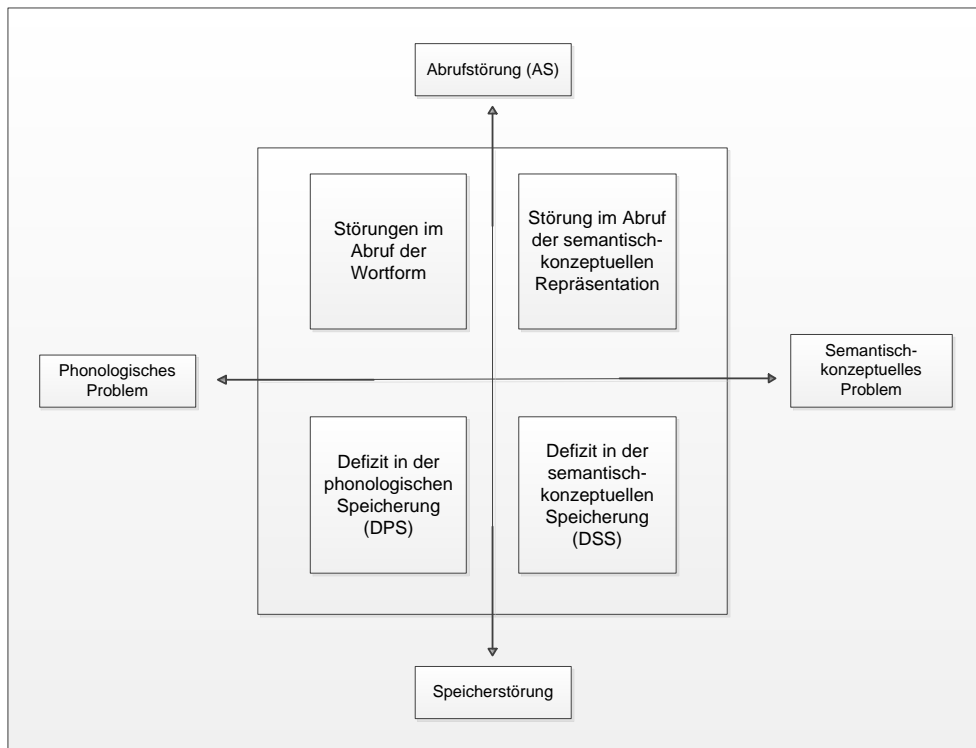 Abrufstörung (AS)
Störungen im
Abruf der
Wortform
Störung im Abruf
der semantisch-
konzeptuellen
Repräsentation
Phonologisches
Problem
Semantisch-
konzeptuelles
Problem
Defizit in der
phonologischen
Speicherung
(DPS)
Defizit in der
semantisch-
konzeptuellen
Speicherung
(DSS)
Speicherstörung